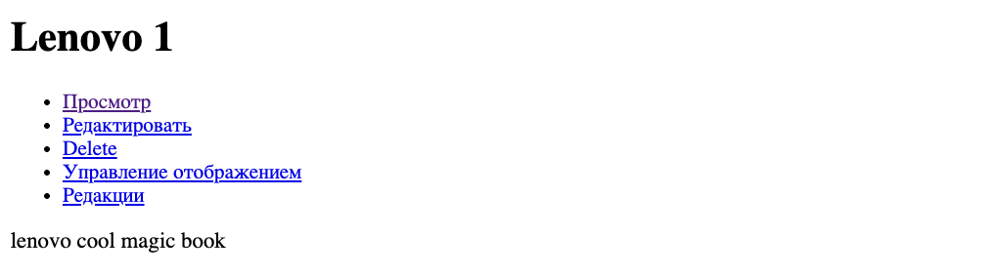 Lenovo 1
Просмотр
Редактировать
Delete
Управление отображением
Редакции
lenovo cool magic book